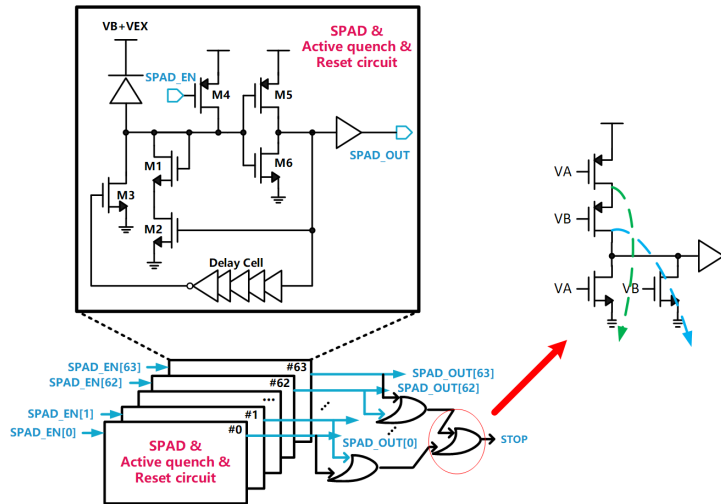 VB+VEX
SPAD &
Active quench &
Reset circuit
SPAD_EN
M4
M5
SPAD_OUT
M1
M6
M3
M2
Delay Cell
VA
VB
VA
VB
SPAD_EN[63]
#63
SPAD_OUT[63]
SPAD_EN[62]
#62
SPAD_OUT[62]
...
...
SPAD_EN[1]
#1
...
SPAD_EN[0]
#0
SPAD_OUT[0]
STOP
SPAD &
Active quench &
Reset circuit